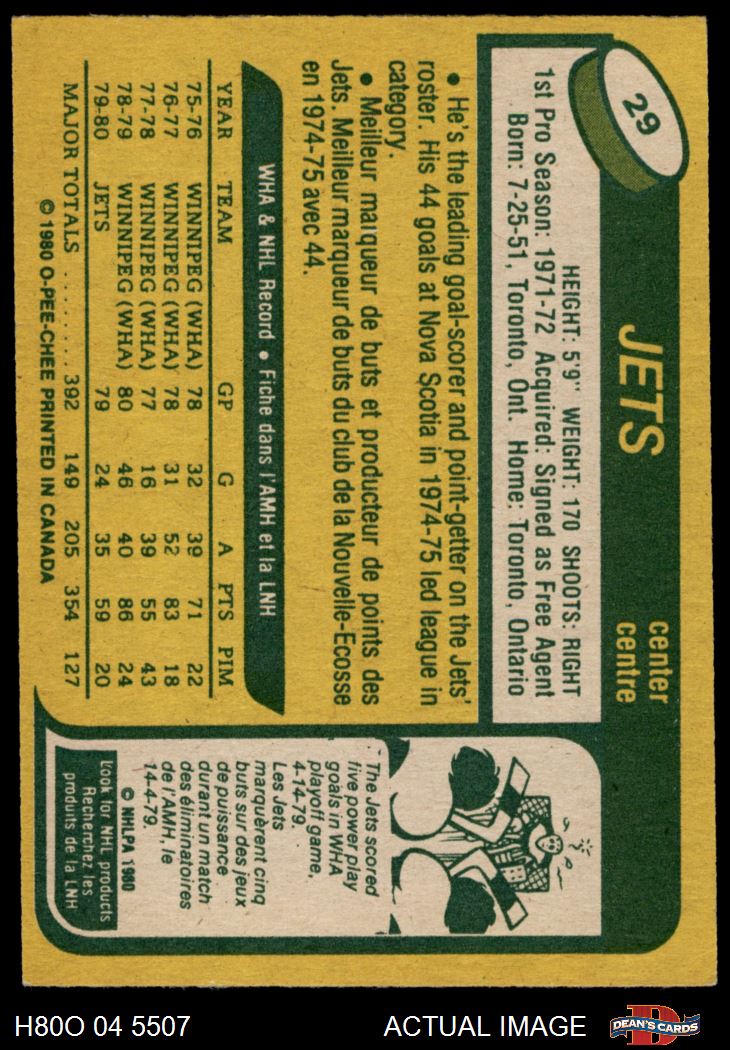 29
JETS
center
centre
HEIGHT: 5'9" WEIGHT: 170 SHOOTS: RIGHT
1st Pro Season: 1971-72 Acquired: Signed as Free Agent
Born: 7-25-51, Toronto, Ont. Home: Toronto, Ontario
• He's the leading goal-scorer and point-getter on the Jets'
roster. His 44 goals at Nova Scotia in 1974-75 led league in
category.
• Meilleur marqueur de buts et producteur de points des
Jets. Meilleur marqueur de buts du club de la Nouvelle-Ecosse
en 1974-75 avec 44.
WHA & NHL Record • Fiche dans l'AMH et la LNH
YEAR TEAM GP G A PTS PIM
75-76 WINNIPEG (WHA) 78 32 39 71 22
76-77 WINNIPEG (WHA) 78 31 52 83 18
77-78 WINNIPEG (WHA) 77 16 39 55 43
78-79 WINNIPEG (WHA) 80 46 40 86 24
79-80 JETS 79 24 35 59 20
MAJOR TOTALS ........ 392 149 205 354 127
© 1980 O-PEE-CHEE PRINTED IN CANADA
The Jets scored
five power play
goals in WHA
playoff game,
4-14-79.
Les Jets
marquèrent cinq
buts sur des jeux
de puissance
durant un match
des éliminatoires
de l'AMH, le
14-4-79.
© NHLPA 1980
Look for NHL products
Recherchez les
produits de la LNH
H80O 04 5507
ACTUAL IMAGE
DEAN'S CARDS